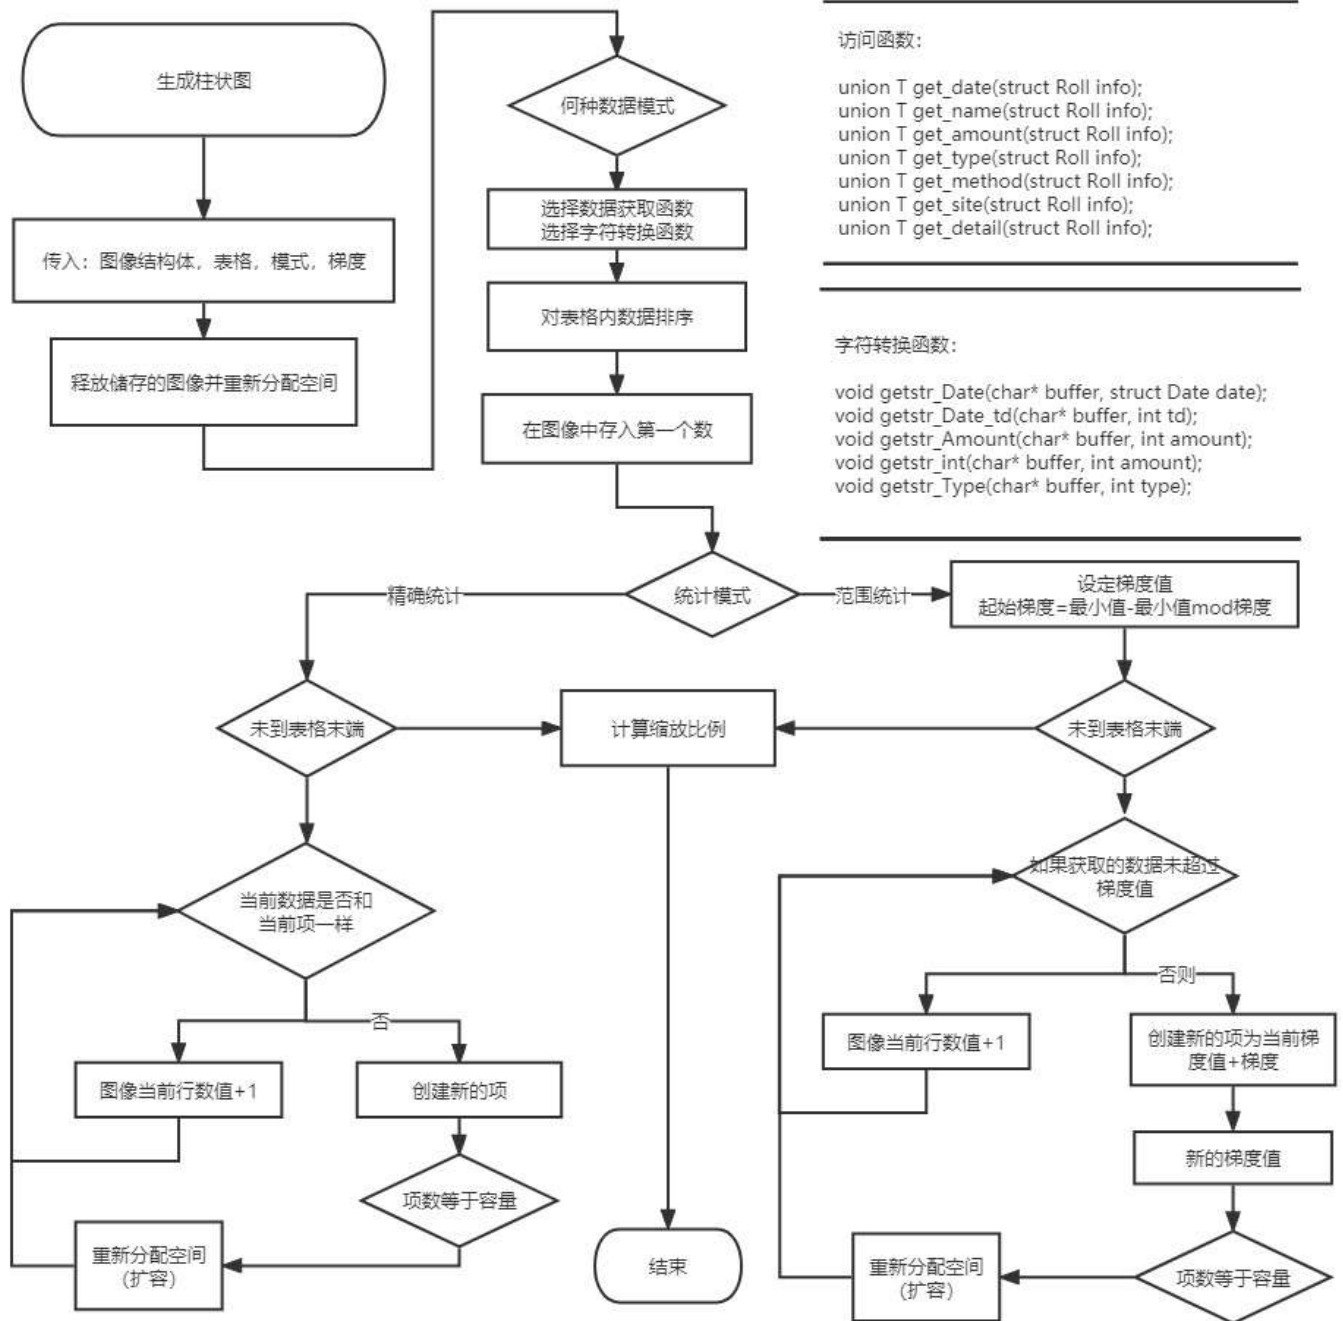 生成柱状图
传入：图像结构体，表格，模式，梯度
释放储存的图像并重新分配空间
何种数据模式
选择数据获取函数
选择字符转换函数
对表格内数据排序
在图像中存入第一个数
访问函数：
union T get_date(struct Roll info);
union T get_name(struct Roll info);
union T get_amount(struct Roll info);
union T get_type(struct Roll info);
union T get_method(struct Roll info);
union T get_site(struct Roll info);
union T get_detail(struct Roll info);
字符转换函数：
void getstr_Date(char* buffer, struct Date date);
void getstr_Date_td(char* buffer, int td);
void getstr_Amount(char* buffer, int amount);
void getstr_int(char* buffer, int amount);
void getstr_Type(char* buffer, int type);
统计模式
精确统计
范围统计
设定梯度值
起始梯度=最小值-最小值mod梯度
未到表格末端
计算缩放比例
未到表格末端
当前数据是否和
当前项一样
否
图像当前行数值+1
创建新的项
项数等于容量
重新分配空间
（扩容）
结束
如果获取的数据未超过
梯度值
否则
图像当前行数值+1
创建新的项为当前梯
度值+梯度
新的梯度值
项数等于容量
重新分配空间
（扩容）